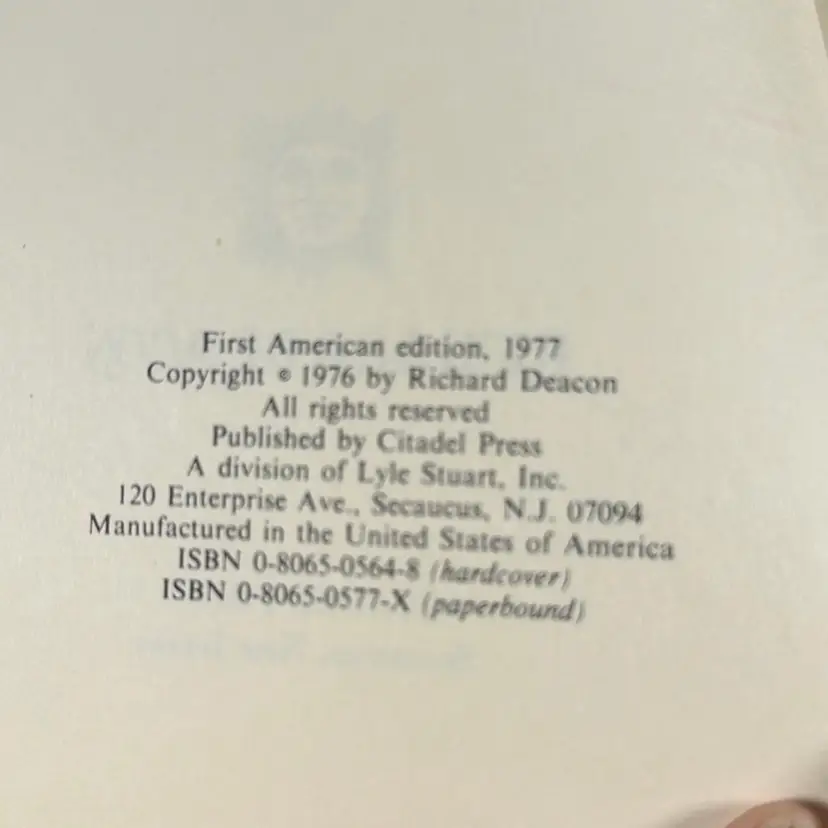 First American edition, 1977
Copyright © 1976 by Richard Deacon
All rights reserved
Published by Citadel Press
A division of Lyle Stuart, Inc.
120 Enterprise Ave., Secaucus, N.J. 07094
Manufactured in the United States of America
ISBN 0-8065-0564-8 (hardcover)
ISBN 0-8065-0577-X (paperbound)